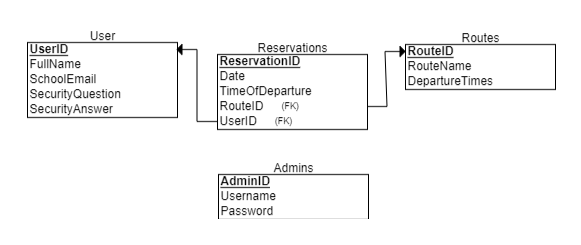 User
UserID
FullName
SchoolEmail
SecurityQuestion
SecurityAnswer
Reservations
ReservationID
Date
TimeOfDeparture
RouteID (FK)
UserID (FK)
Routes
RouteID
RouteName
DepartureTimes
Admins
AdminID
Username
Password